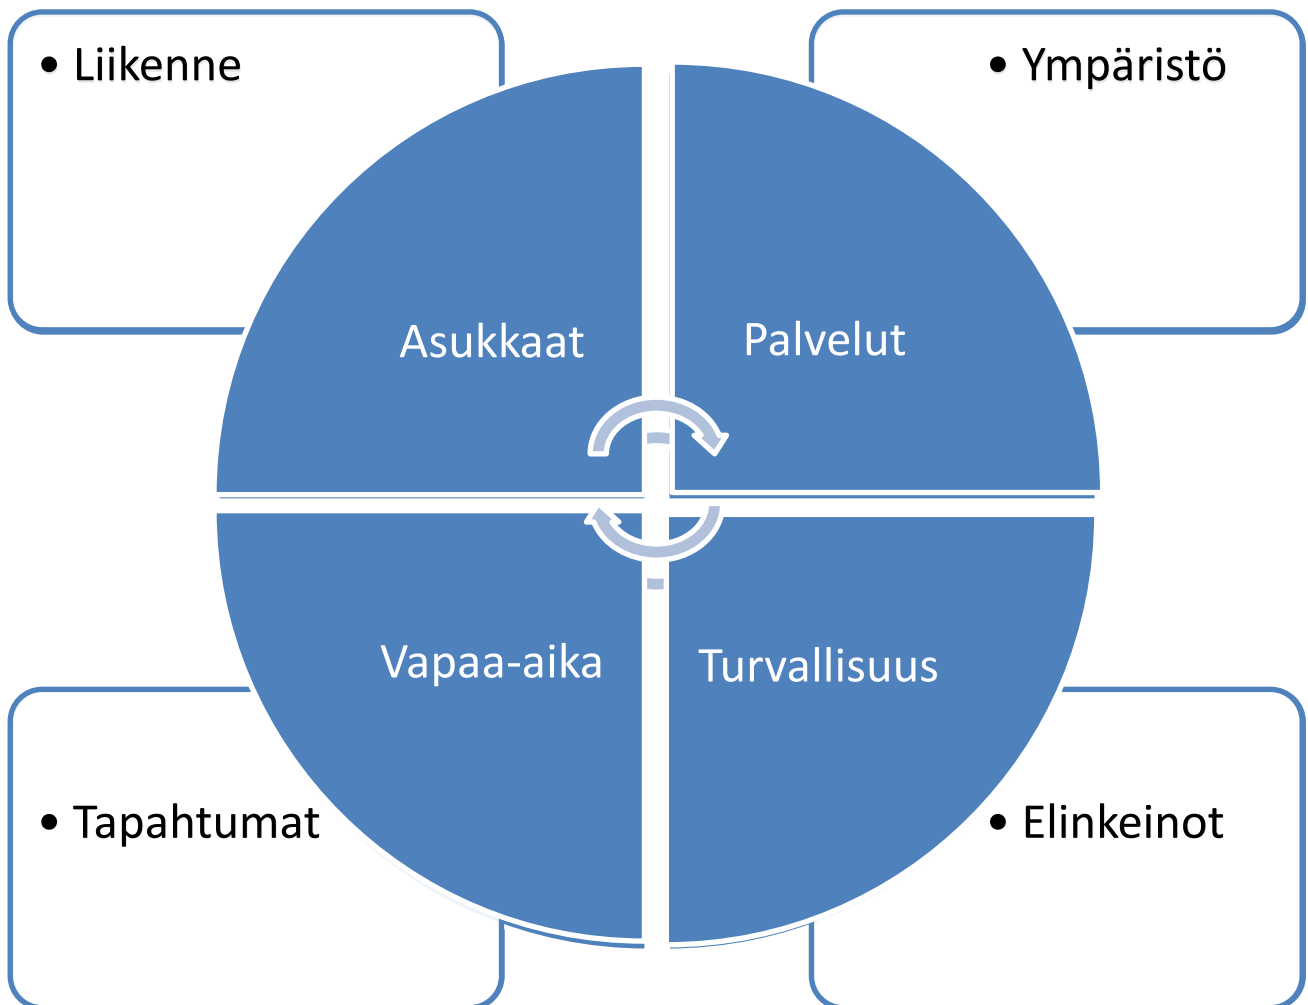 • Liikenne
• Ympäristö
Asukkaat
Palvelut
Vapaa-aika
Turvallisuus
• Tapahtumat
• Elinkeinot